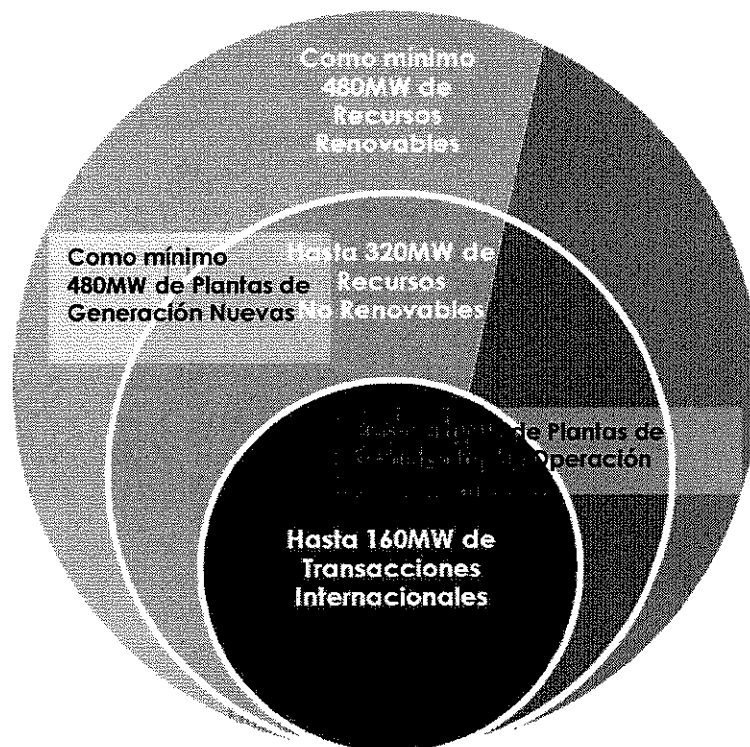 Como mínimo
480MW de
Recursos
Renovables
Como mínimo
480MW de Plantas de
Generación Nuevas
Hasta 320MW de
Recursos
No Renovables
de Plantas de
Operación
Hasta 160MW de
Transacciones
Internacionales